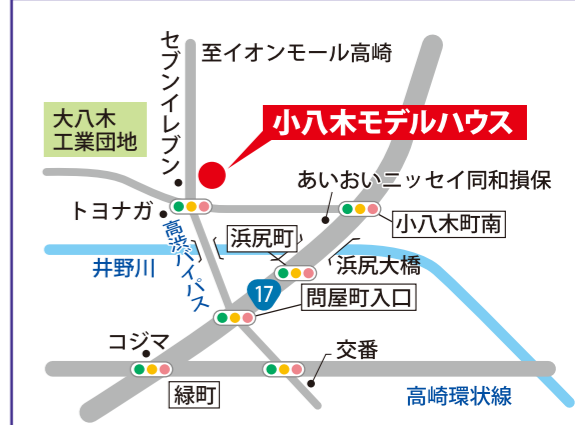 セブンイレブン
至イオンモール高崎
大八木
工業団地
小八木モデルハウス
あいおいニッセイ同和損保
トヨナガ
小八木町南
高渋バイパス
浜尻町
井野川
浜尻大橋
17
問屋町入口
コジマ
交番
緑町
高崎環状線